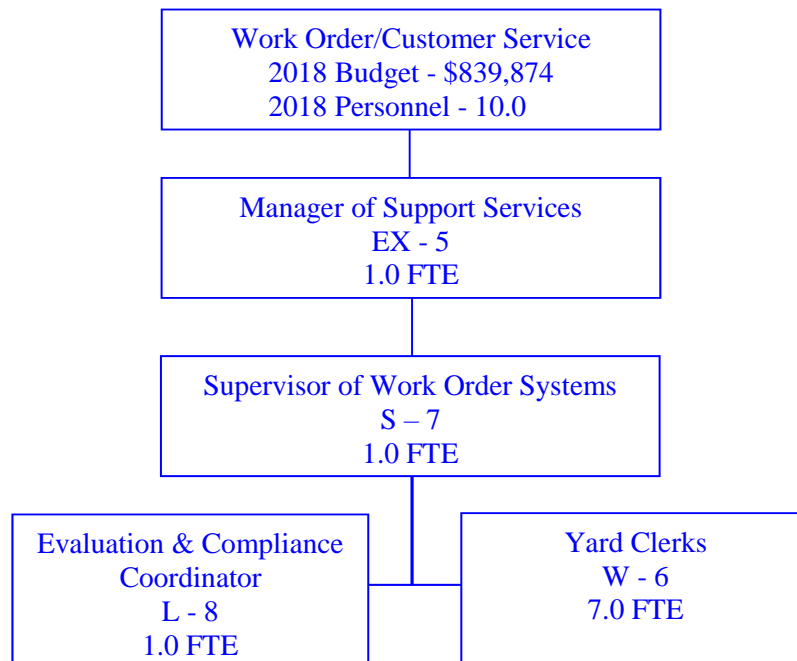 Work Order/Customer Service
2018 Budget - $839,874
2018 Personnel - 10.0
Manager of Support Services
EX - 5
1.0 FTE
Supervisor of Work Order Systems
S – 7
1.0 FTE
Evaluation & Compliance
Coordinator
L - 8
1.0 FTE
Yard Clerks
W - 6
7.0 FTE